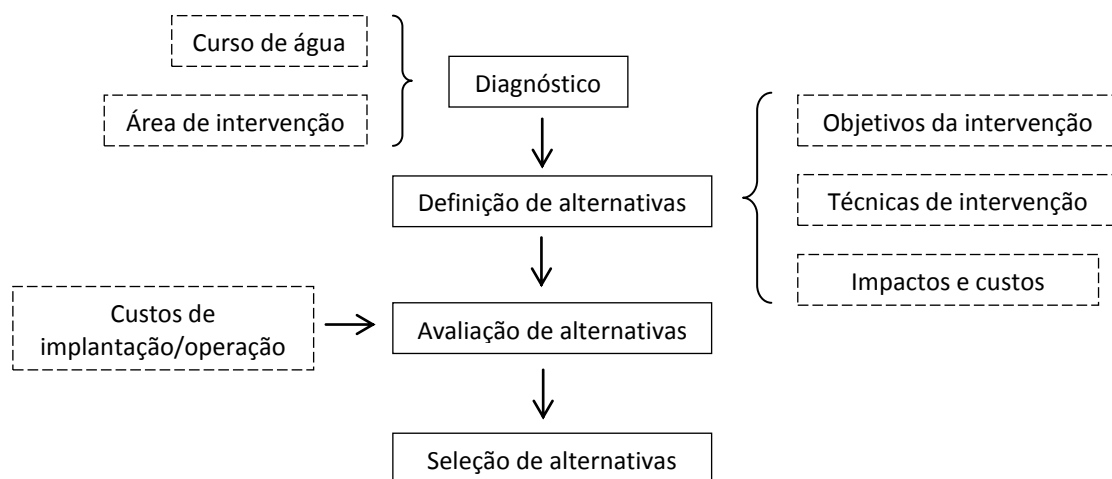 Curso de água
Diagnóstico
Área de intervenção
Objetivos da intervenção
Definição de alternativas
Técnicas de intervenção
Impactos e custos
Custos de
implantação/operação
Avaliação de alternativas
Seleção de alternativas